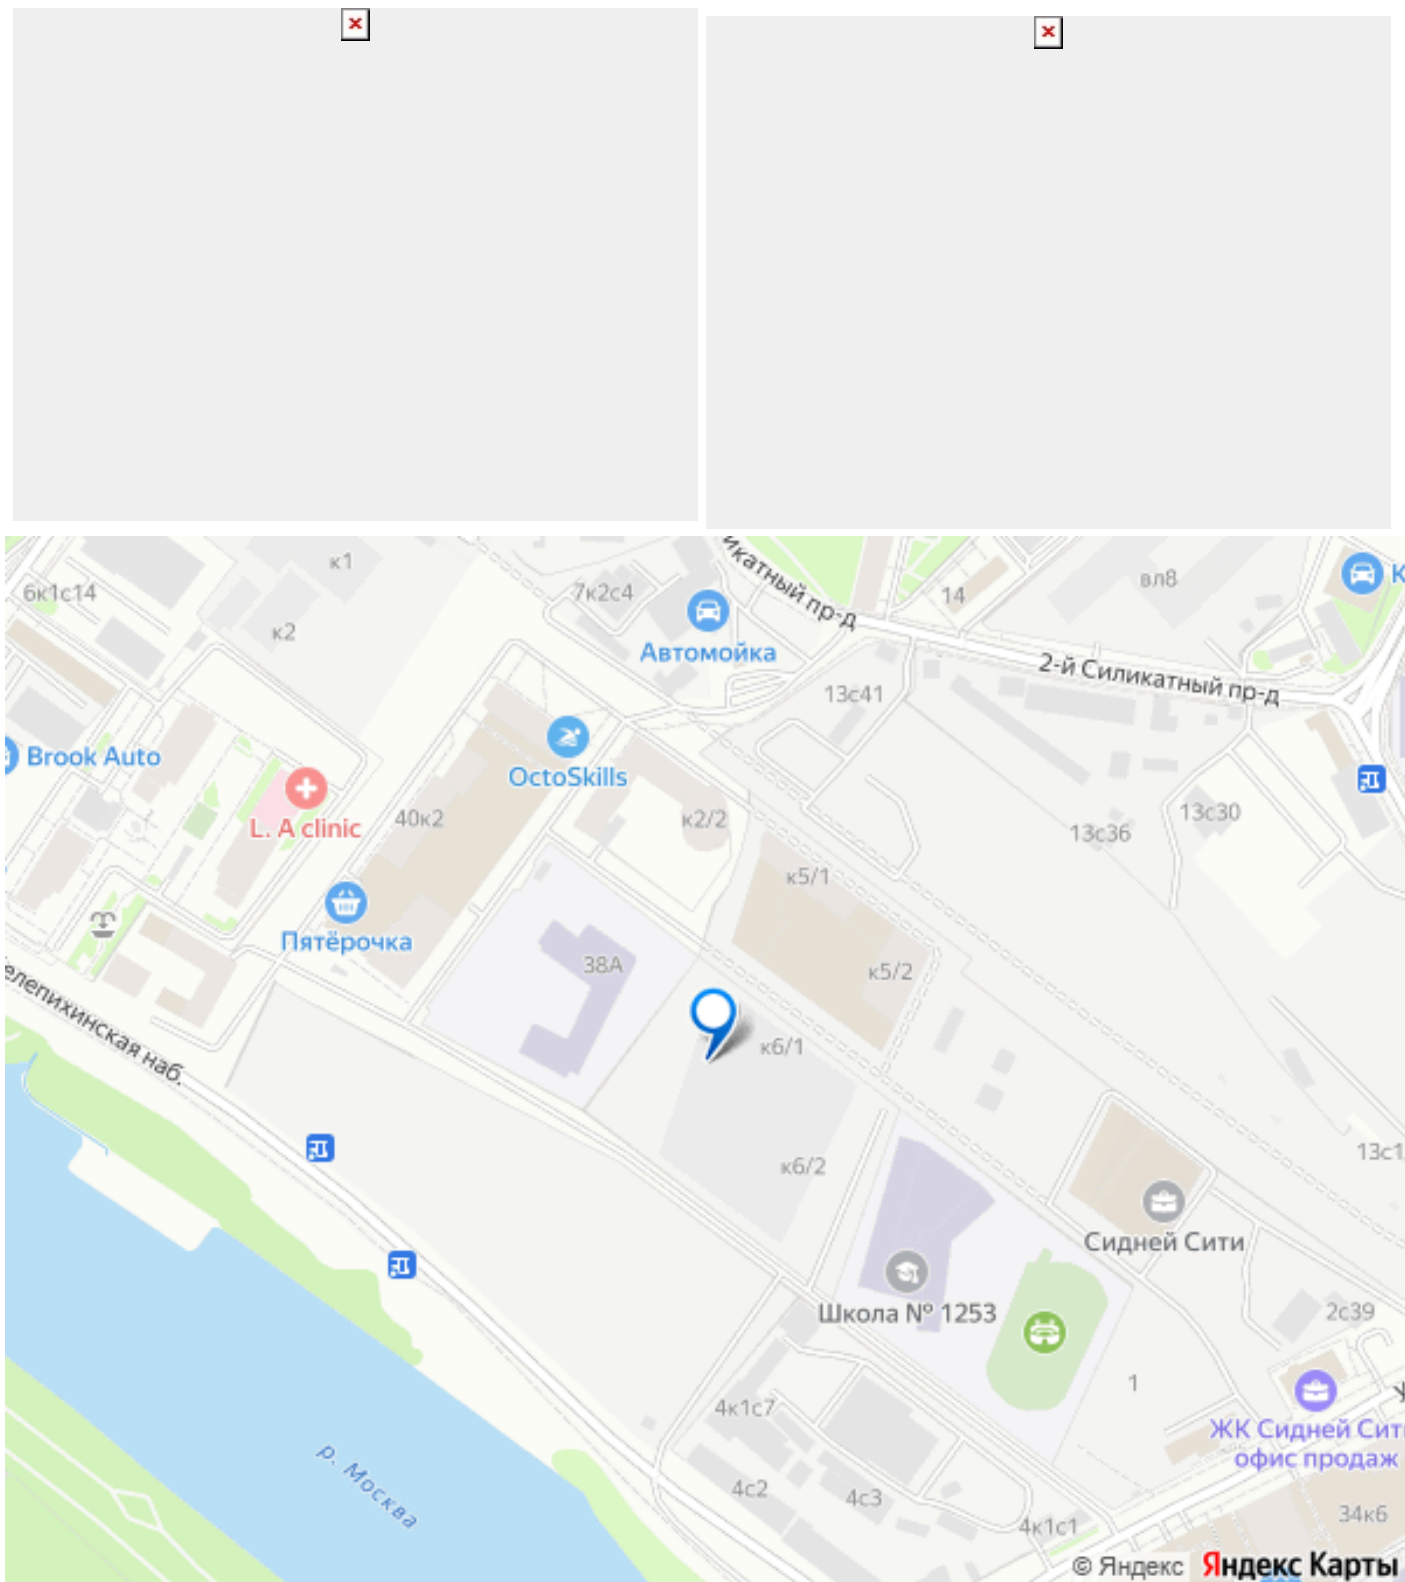 к1
6к1с14
7к2с4
14
вл8
К
к2
икатный пр-д
Автомойка
2-й Силикатный пр-д
13с41
Brook Auto
OctoSkills
L. A clinic
40к2
к2/2
13с36
13с30
к5/1
Пятёрочка
38А
к5/2
елепихинская наб.
к6/1
13с1
к6/2
Сидней Сити
Школа № 1253
2с39
1
4к1с7
ЖК Сидней Сит
офис продаж
р. Москва
4с2
4с3
4к1с1
34к6
© Яндекс Яндекс Карты